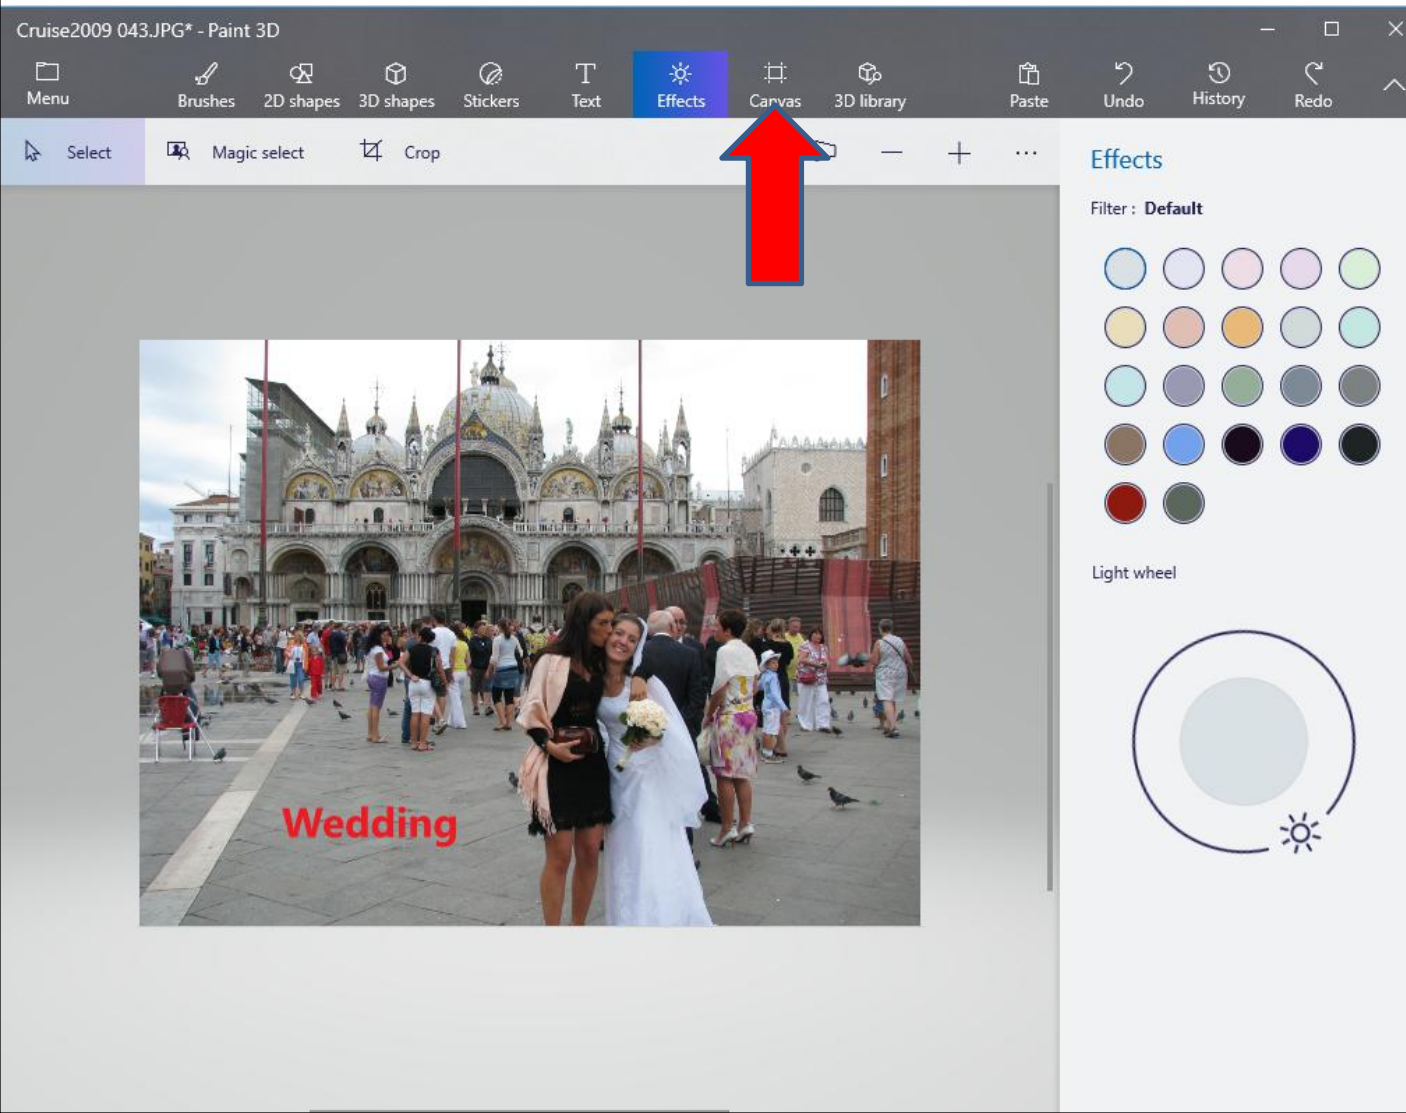 Cruise2009 043.JPG* - Paint 3D
Menu Brushes 2D shapes 3D shapes Stickers Text Effects Canvas 3D library Paste Undo History Redo
Select Magic select Crop
Effects
Filter : Default
Light wheel
Wedding